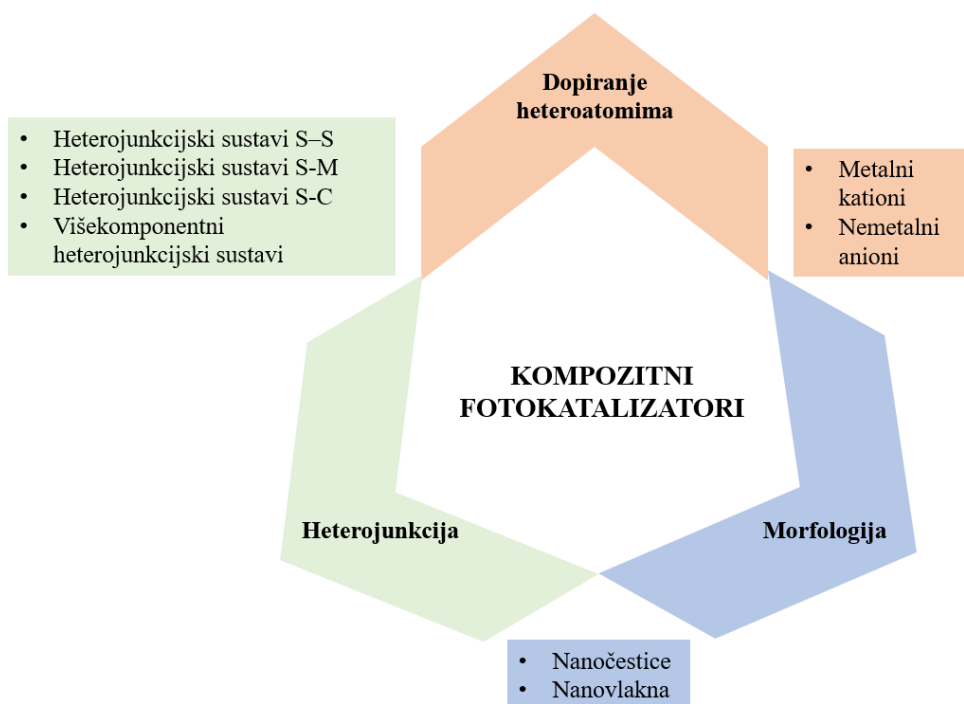 Dopiranje
heteroatomima
• Heterojunkcijski sustavi S–S
• Heterojunkcijski sustavi S-M
• Heterojunkcijski sustavi S-C
• Višekomponentni
heterojunkcijski sustavi
• Metalni
kationi
• Nemetalni
anioni
KOMPOZITNI
FOTOKATALIZATORI
Heterojunkcija
Morfologija
• Nanočestice
• Nanovlakna